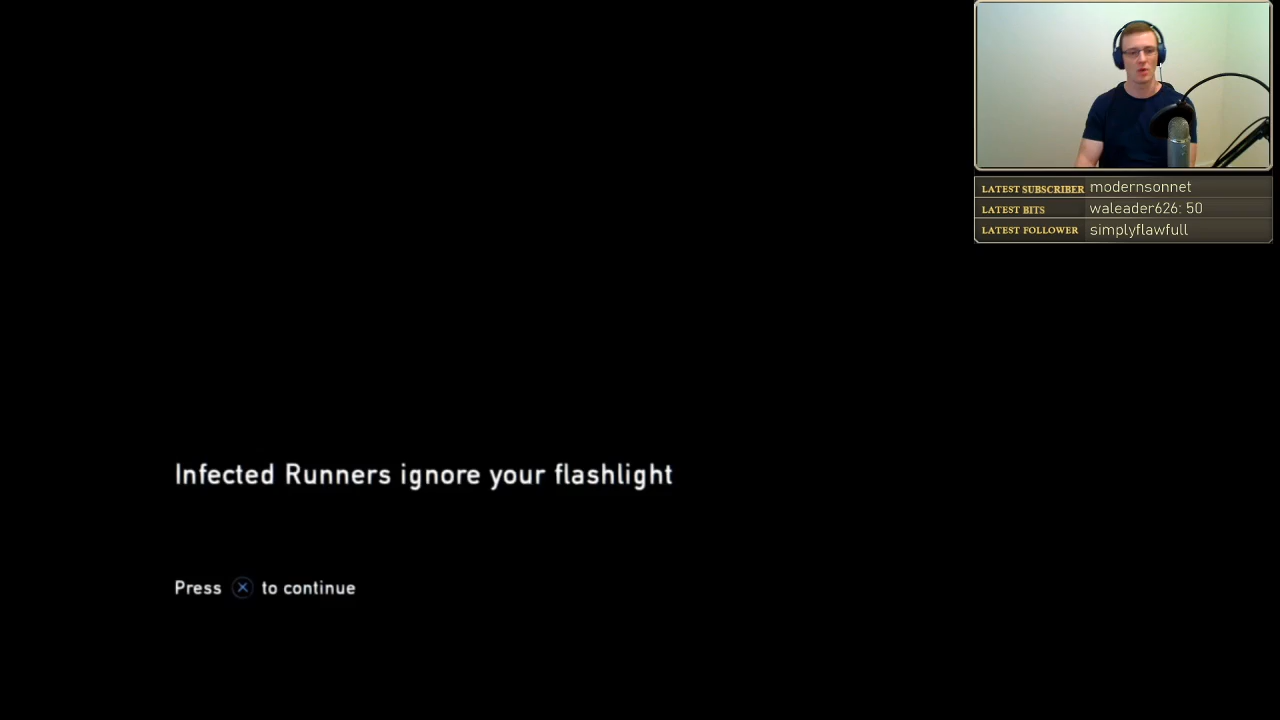 LATEST SUBSCRIBER modernsonnet
LATEST BITS waleader626: 50
LATEST FOLLOWER simplyflawfull
Infected Runners ignore your flashlight
Press ✕ to continue